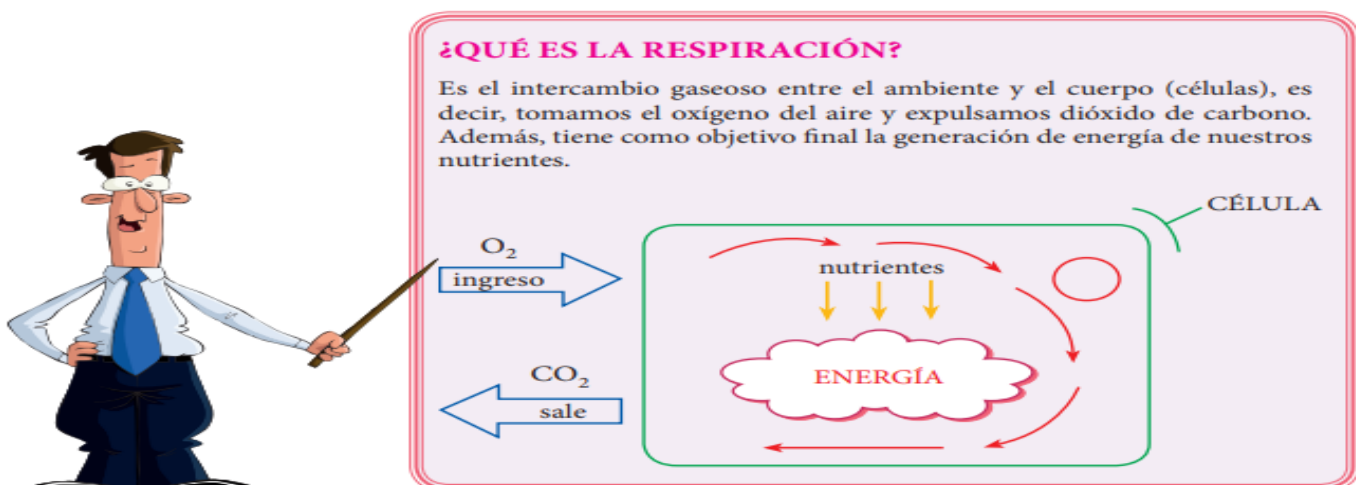 ¿QUÉ ES LA RESPIRACIÓN?
Es el intercambio gaseoso entre el ambiente y el cuerpo (células), es
decir, tomamos el oxígeno del aire y expulsamos dióxido de carbono.
Además, tiene como objetivo final la generación de energía de nuestros
nutrientes.
CÉLULA
O₂
ingreso
nutrientes
ENERGÍA
CO₂
sale